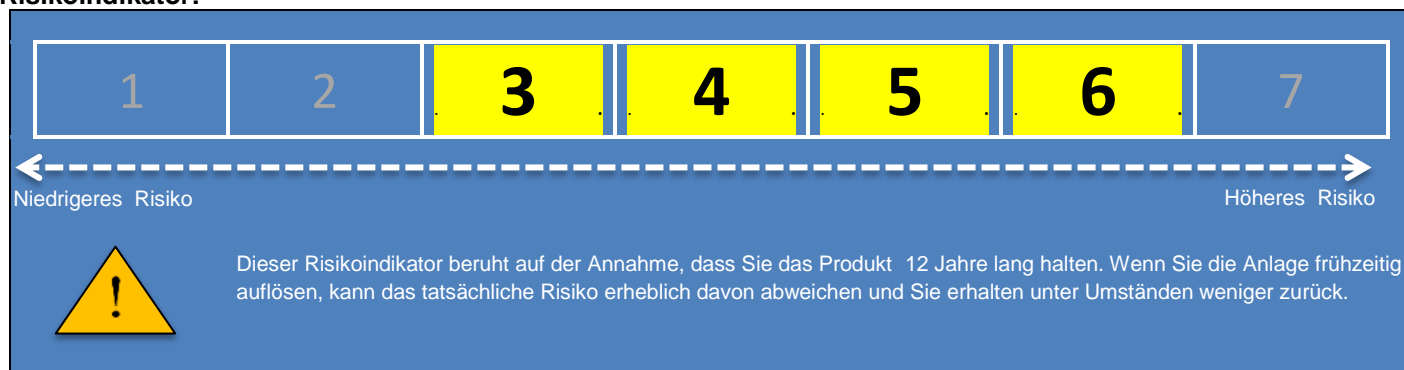 Risikoindikator:
1 2 3 4 5 6 7
Niedrigeres Risiko Höheres Risiko
Dieser Risikoindikator beruht auf der Annahme, dass Sie das Produkt 12 Jahre lang halten. Wenn Sie die Anlage frühzeitig
auflösen, kann das tatsächliche Risiko erheblich davon abweichen und Sie erhalten unter Umständen weniger zurück.